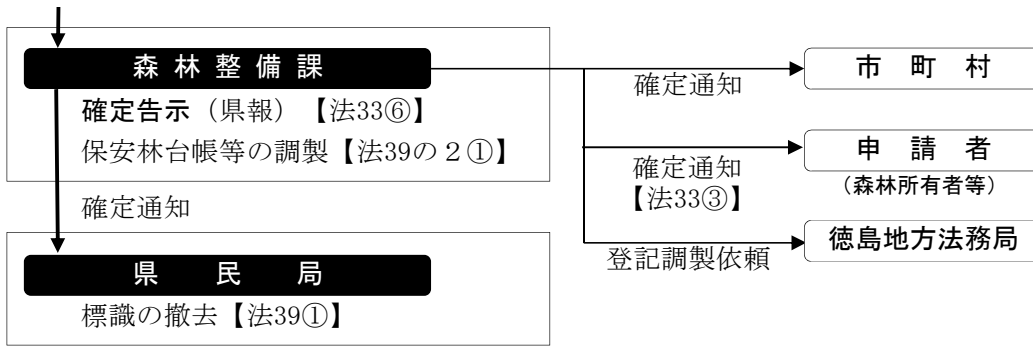 森林整備課
確定告示（県報）【法33⑥】
保安林台帳等の調製【法39の２①】
確定通知
県民局
標識の撤去【法39①】
確定通知
市町村
確定通知
【法33③】
申請者
（森林所有者等）
登記調製依頼
徳島地方法務局